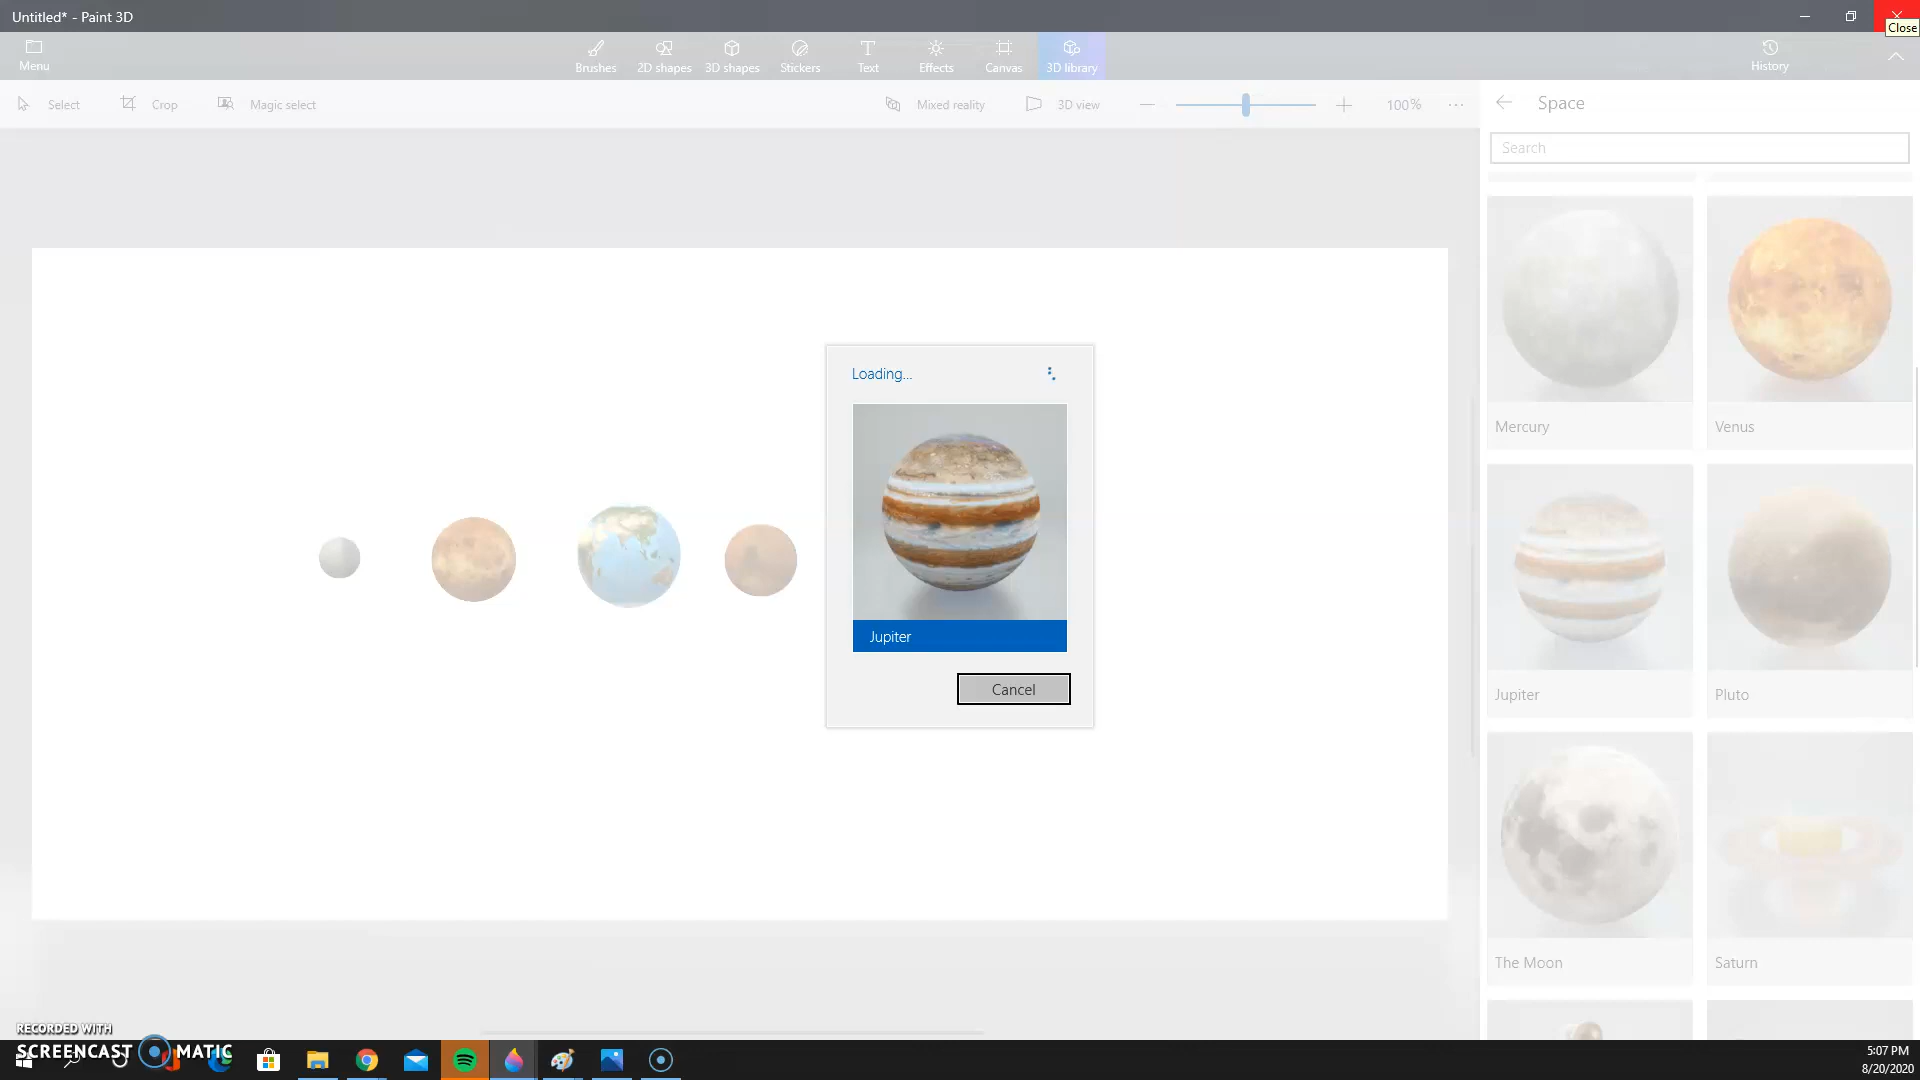 Untitled* - Paint 3D
Close
Menu
Brushes
2D shapes
3D shapes
Stickers
Text
Effects
Canvas
3D library
History
Select
Crop
Magic select
Mixed reality
3D view
100%
Space
Search
Mercury
Venus
Loading...
Jupiter
Cancel
Jupiter
Pluto
The Moon
Saturn
RECORDED WITH
SCREENCAST MATIC
5:07 PM
8/20/2020